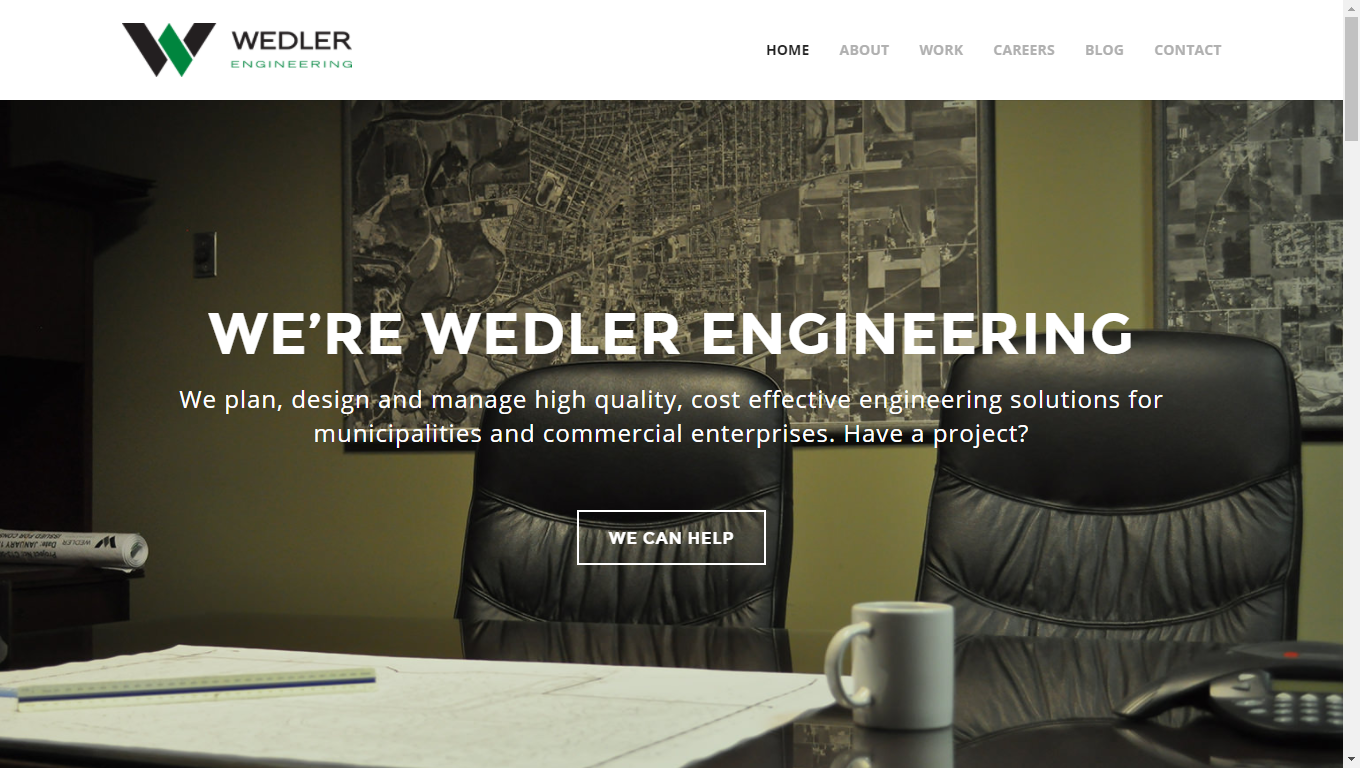 WEDLER
ENGINEERING
HOME ABOUT WORK CAREERS BLOG CONTACT
WE’RE WEDLER ENGINEERING
We plan, design and manage high quality, cost effective engineering solutions for
municipalities and commercial enterprises. Have a project?
WE CAN HELP
WEDLER